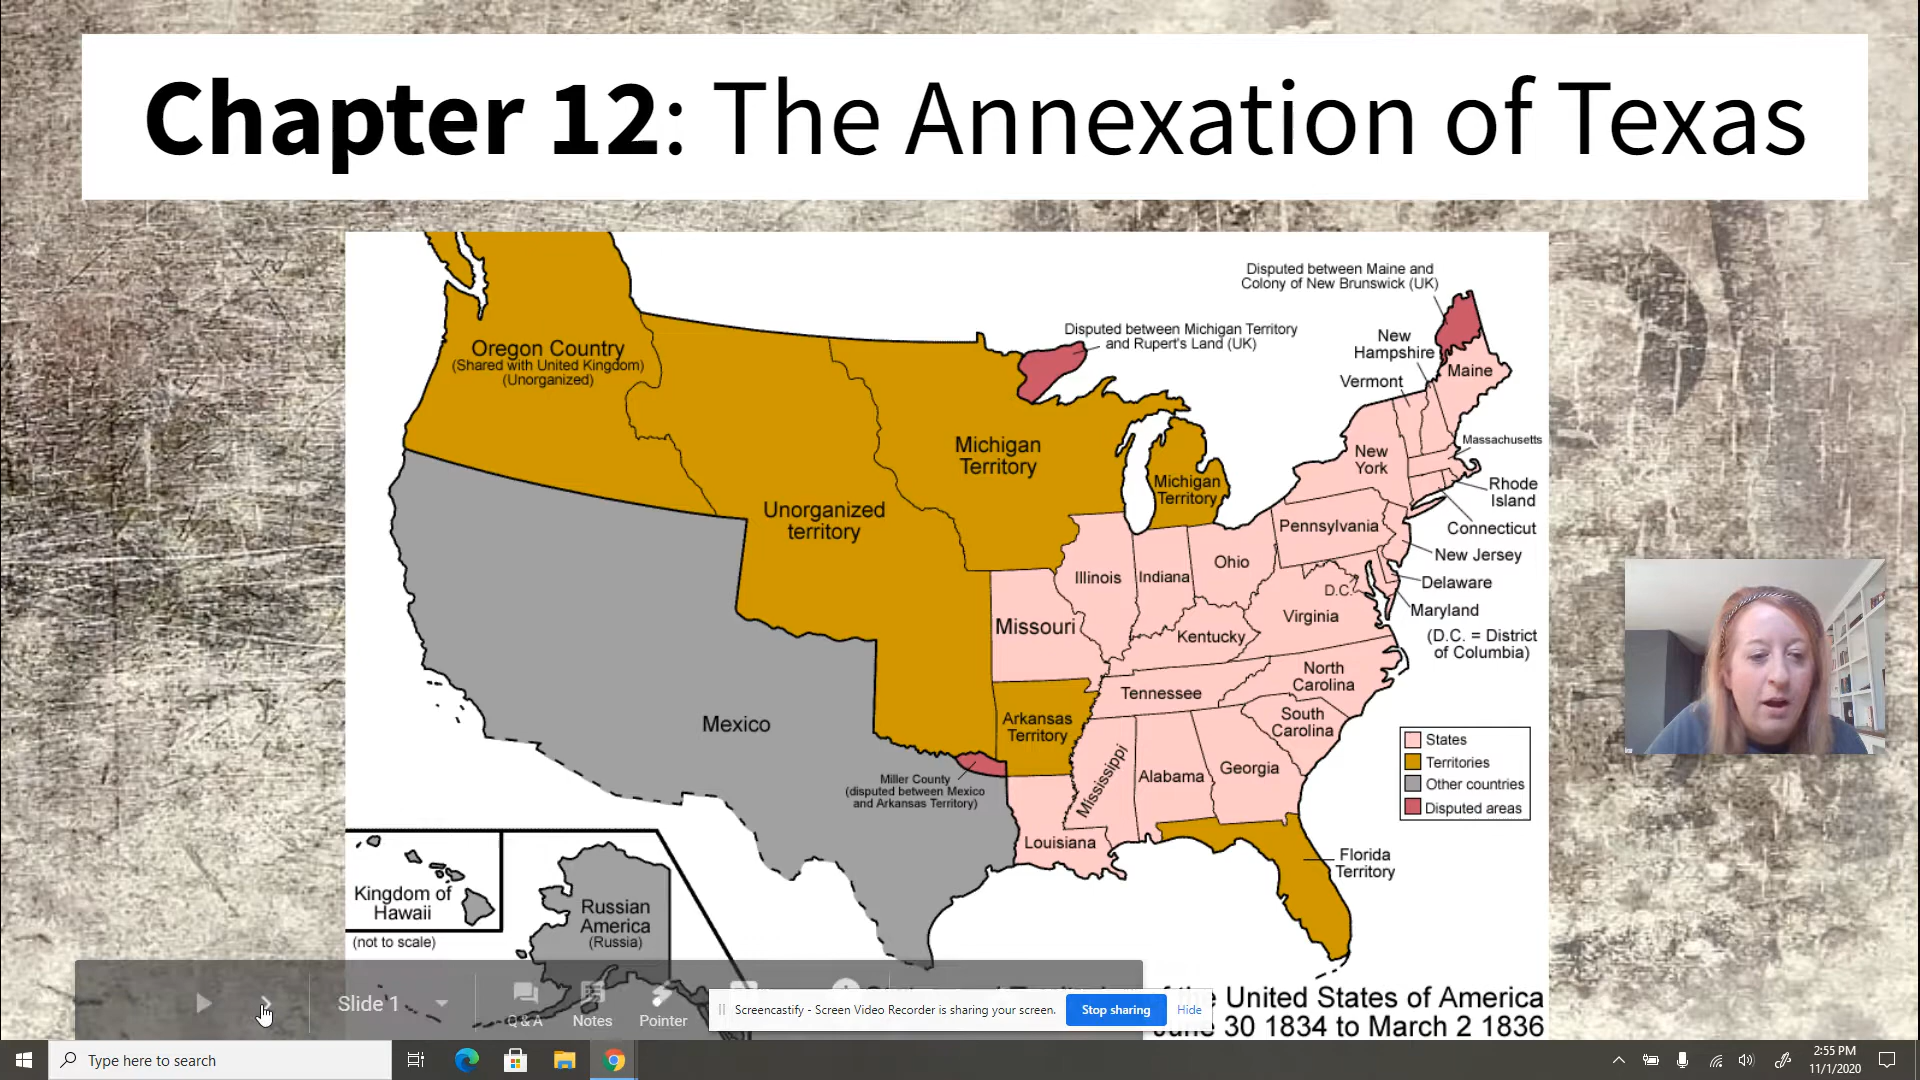 Chapter 12: The Annexation of Texas
Disputed between Maine and
Colony of New Brunswick (UK)
Disputed between Michigan Territory
and Rupert's Land (UK)
New
Hampshire
Vermont
Maine
Oregon Country
(Shared with United Kingdom)
(Unorganized)
Michigan
Territory
Michigan
Territory
Unorganized
territory
New
York
Massachusetts
Rhode
Island
Connecticut
New Jersey
Delaware
Maryland
(D.C. = District
of Columbia)
Pennsylvania
Illinois
Indiana
Ohio
D.C.
Virginia
Missouri
Kentucky
North
Carolina
Tennessee
South
Carolina
Arkansas
Territory
Mississippi
Alabama
Georgia
Mexico
Miller County
(disputed between Mexico
and Arkansas Territory)
Louisiana
Florida
Territory
States
Territories
Other countries
Disputed areas
Kingdom of
Hawaii
(not to scale)
Russian
America
(Russia)
the United States of America
June 30 1834 to March 2 1836
Slide 1
Q & A
Notes
Pointer
Screencastify - Screen Video Recorder is sharing your screen.
Stop sharing
Hide
Type here to search
2:55 PM
11/1/2020